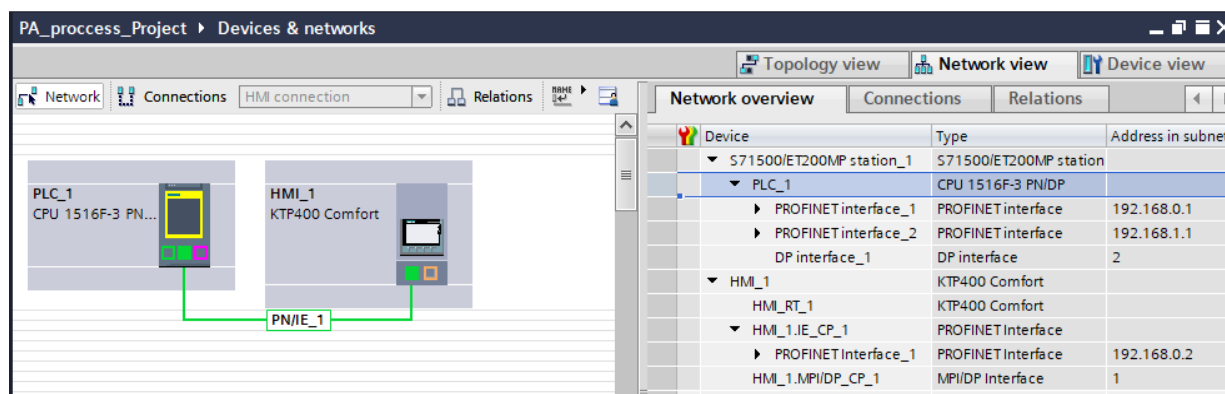 PA_proccess_Project ▸ Devices & networks
Topology view Network view Device view
Network Connections HMI connection Relations
Network overview Connections Relations
Device Type Address in subnet
S71500/ET200MP station_1 S71500/ET200MP station
PLC_1 CPU 1516F-3 PN/DP
PROFINET interface_1 PROFINET interface 192.168.0.1
PROFINET interface_2 PROFINET interface 192.168.1.1
DP interface_1 DP interface 2
HMI_1 KTP400 Comfort
HMI_RT_1 KTP400 Comfort
HMI_1.IE_CP_1 PROFINET Interface
PROFINET Interface_1 PROFINET Interface 192.168.0.2
HMI_1.MPI/DP_CP_1 MPI/DP Interface 1
PLC_1
CPU 1516F-3 PN...
HMI_1
KTP400 Comfort
PN/IE_1